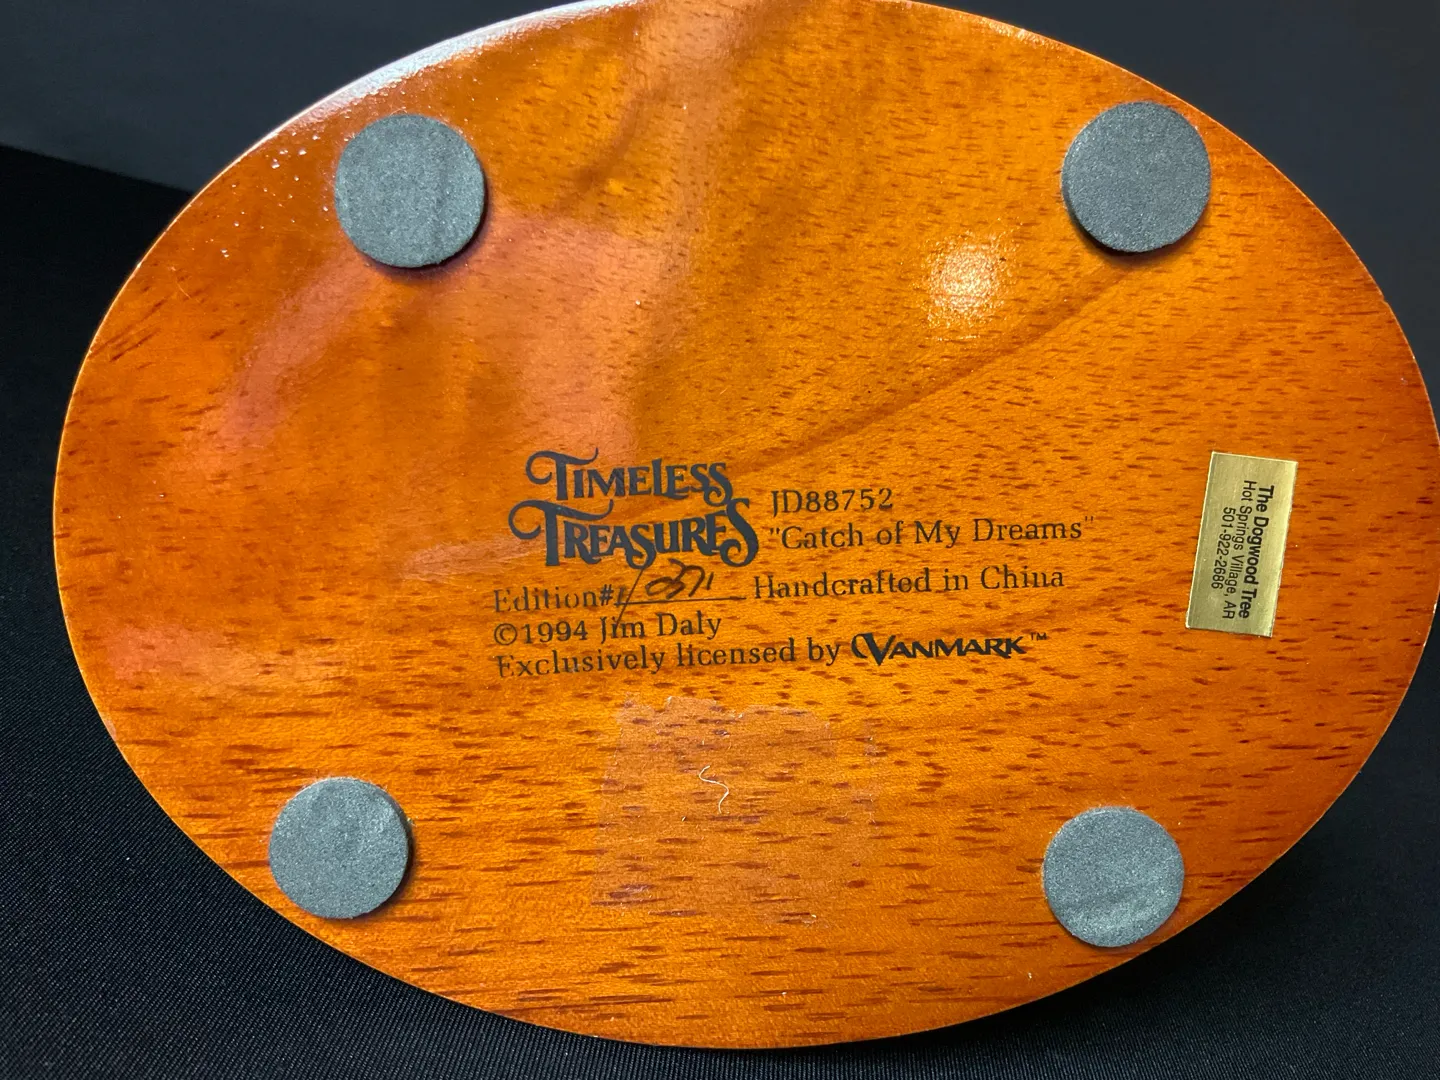 TIMELESS
TREASURES
JD88752
"Catch of My Dreams"
Edition# Handcrafted in China
©1994 Jim Daly
Exclusively licensed by VANMARK™
The Dogwood Tree
Hot Springs Village, AR
501-922-2686